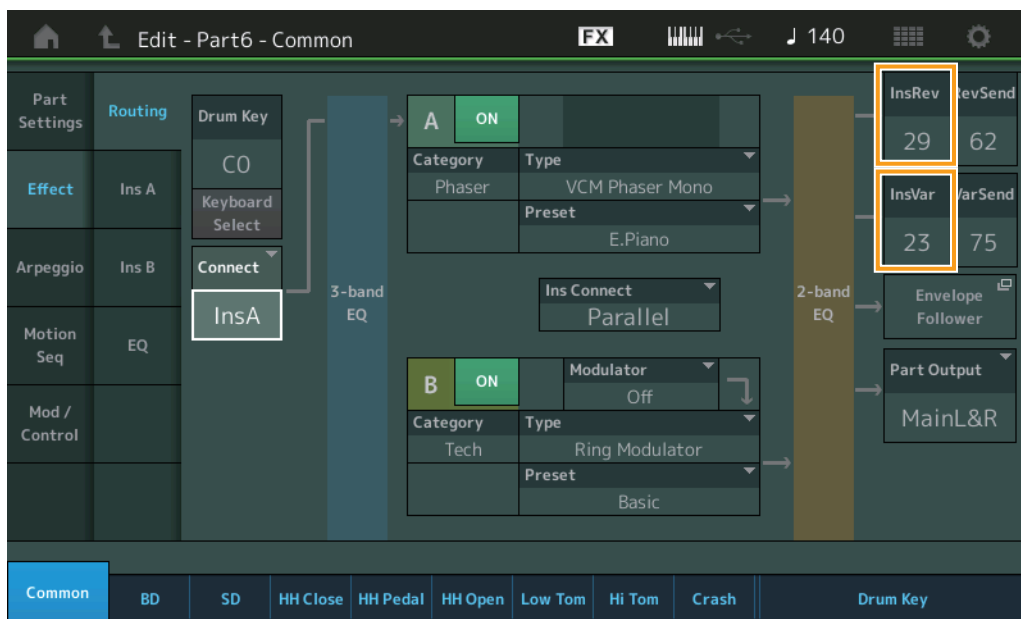 Edit - Part6 - Common
FX
♩ 140
Part
Settings
Effect
Arpeggio
Motion
Seq
Mod /
Control
Routing
Ins A
Ins B
EQ
Drum Key
C0
Keyboard
Select
Connect
InsA
3-band
EQ
A
ON
Category
Phaser
Type
VCM Phaser Mono
Preset
E.Piano
Ins Connect
Parallel
B
ON
Modulator
Off
Category
Tech
Type
Ring Modulator
Preset
Basic
2-band
EQ
InsRev
29
RevSend
62
InsVar
23
VarSend
75
Envelope
Follower
Part Output
MainL&R
Common
BD
SD
HH Close
HH Pedal
HH Open
Low Tom
Hi Tom
Crash
Drum Key